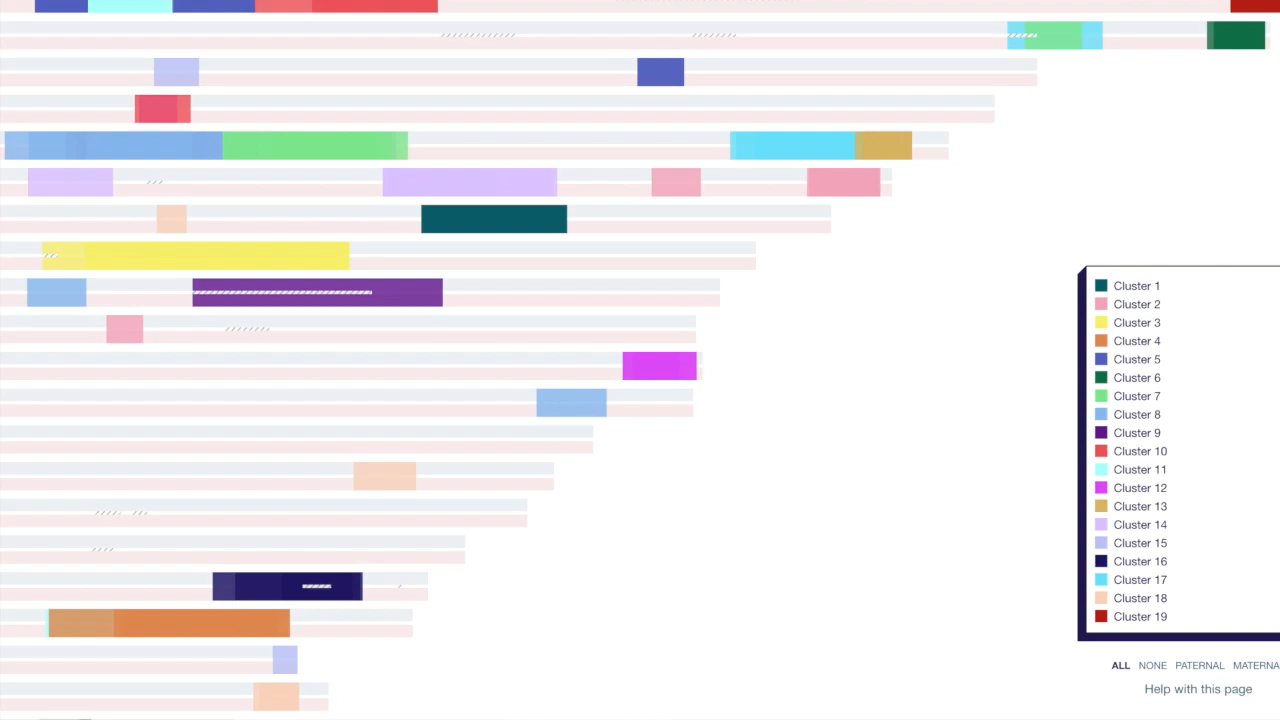 Cluster 1
Cluster 2
Cluster 3
Cluster 4
Cluster 5
Cluster 6
Cluster 7
Cluster 8
Cluster 9
Cluster 10
Cluster 11
Cluster 12
Cluster 13
Cluster 14
Cluster 15
Cluster 16
Cluster 17
Cluster 18
Cluster 19
ALL NONE PATERNAL MATERNA
Help with this page